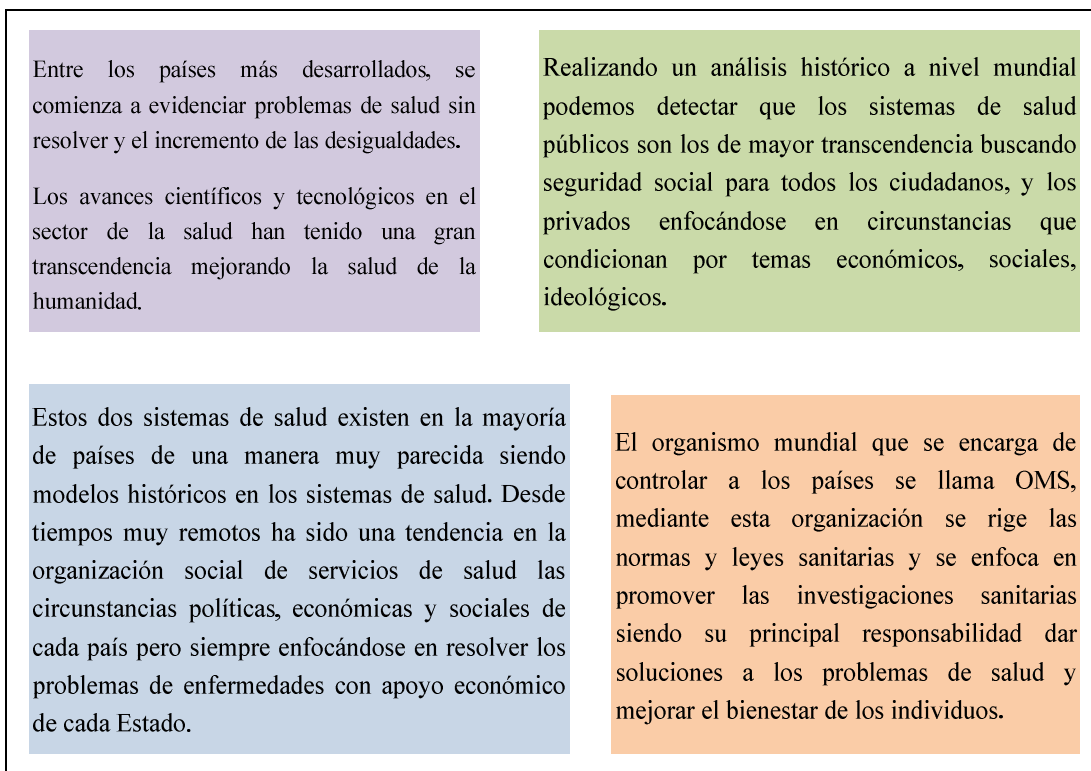 Entre los países más desarrollados, se
comienza a evidenciar problemas de salud sin
resolver y el incremento de las desigualdades.
Los avances científicos y tecnológicos en el
sector de la salud han tenido una gran
transcendencia mejorando la salud de la
humanidad.
Realizando un análisis histórico a nivel mundial
podemos detectar que los sistemas de salud
públicos son los de mayor transcendencia buscando
seguridad social para todos los ciudadanos, y los
privados enfocándose en circunstancias que
condicionan por temas económicos, sociales,
ideológicos.
Estos dos sistemas de salud existen en la mayoría
de países de una manera muy parecida siendo
modelos históricos en los sistemas de salud. Desde
tiempos muy remotos ha sido una tendencia en la
organización social de servicios de salud las
circunstancias políticas, económicas y sociales de
cada país pero siempre enfocándose en resolver los
problemas de enfermedades con apoyo económico
de cada Estado.
El organismo mundial que se encarga de
controlar a los países se llama OMS,
mediante esta organización se rige las
normas y leyes sanitarias y se enfoca en
promover las investigaciones sanitarias
siendo su principal responsabilidad dar
soluciones a los problemas de salud y
mejorar el bienestar de los individuos.